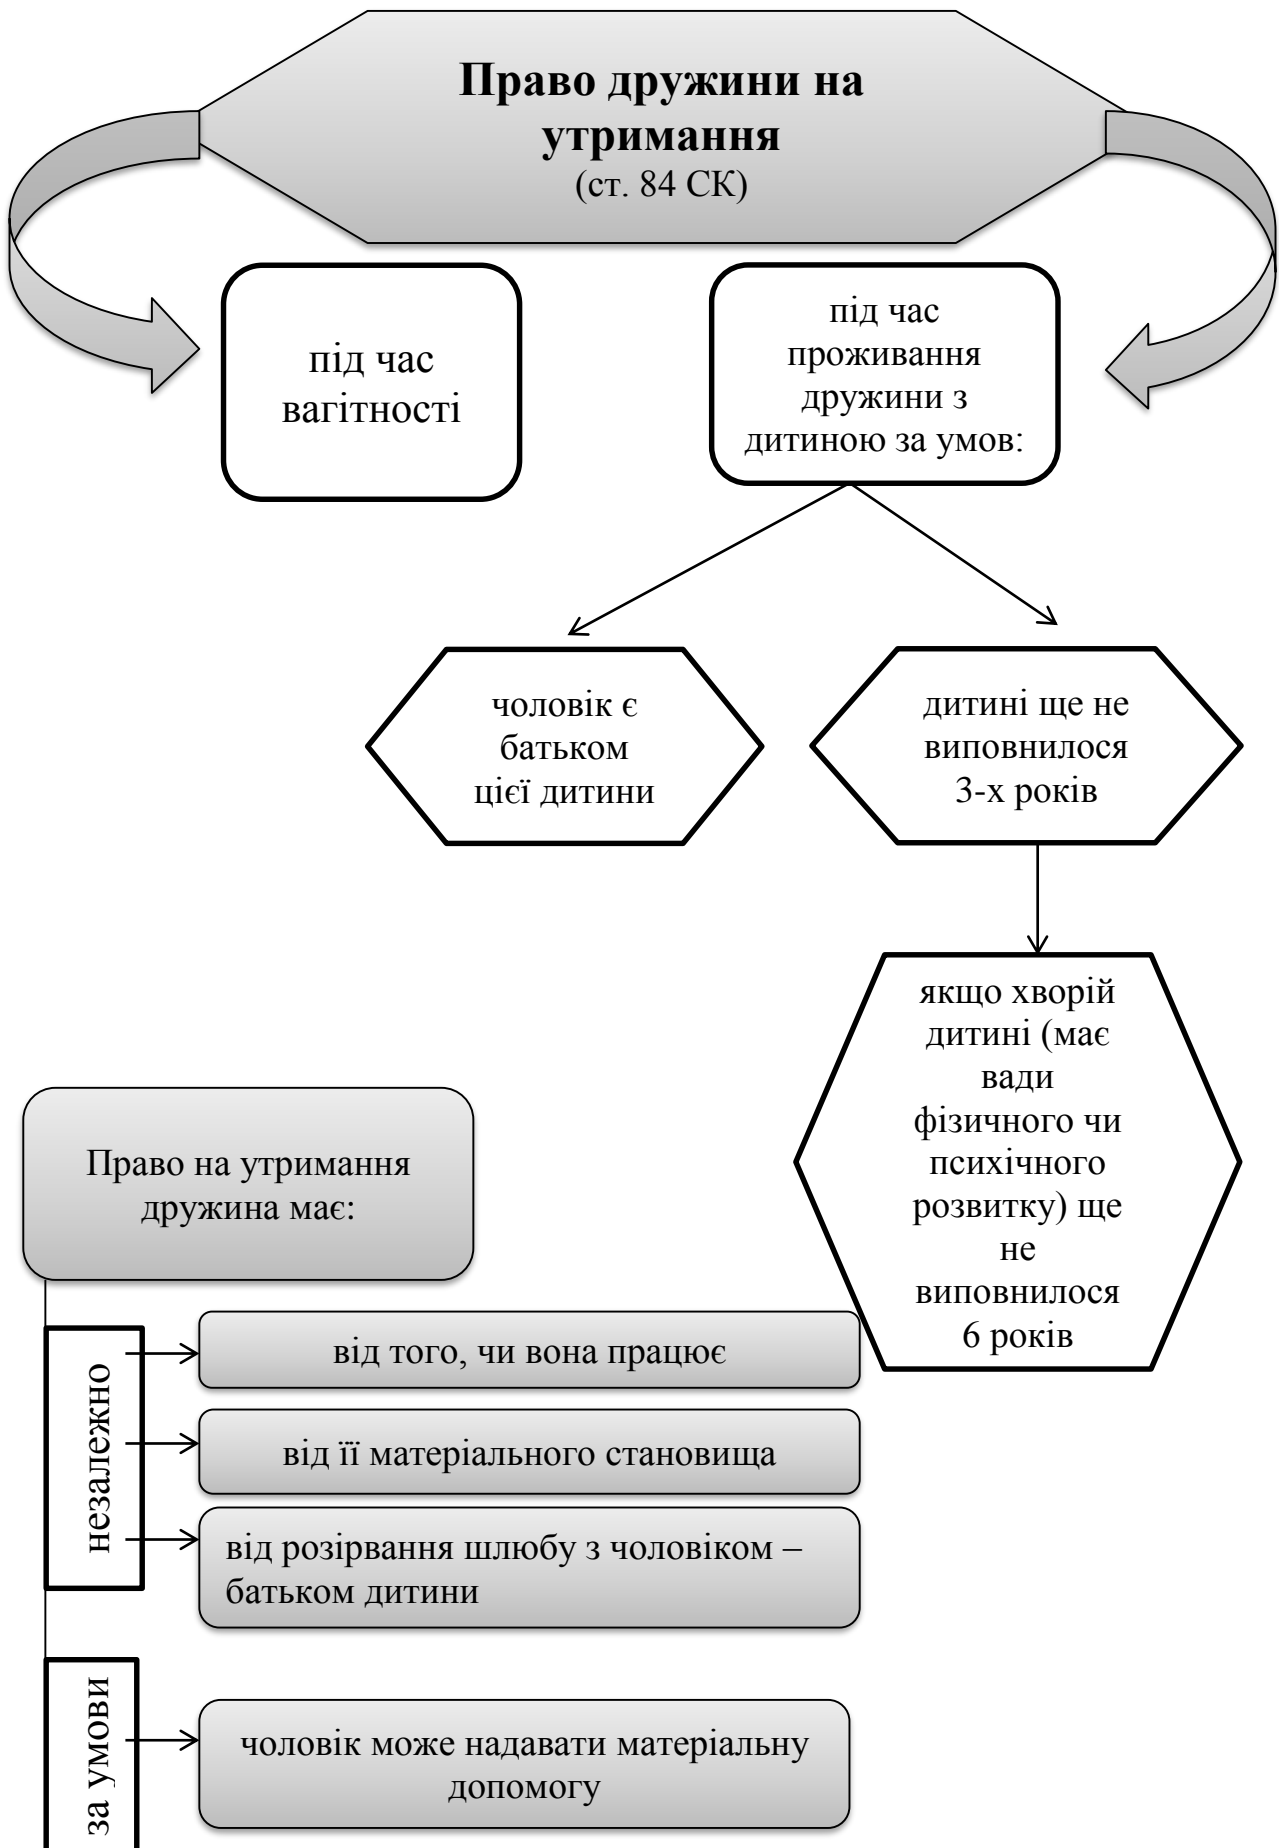 Право дружини на
утримання
(ст. 84 СК)
під час
вагітності
під час
проживання
дружини з
дитиною за умов:
чоловік є
батьком
цієї дитини
дитині ще не
виповнилося
3-х років
якщо хворій
дитині (має
вади
фізичного чи
психічного
розвитку) ще
не
виповнилося
6 років
Право на утримання
дружина має:
незалежно
від того, чи вона працює
від її матеріального становища
від розірвання шлюбу з чоловіком –
батьком дитини
за умови
чоловік може надавати матеріальну
допомогу